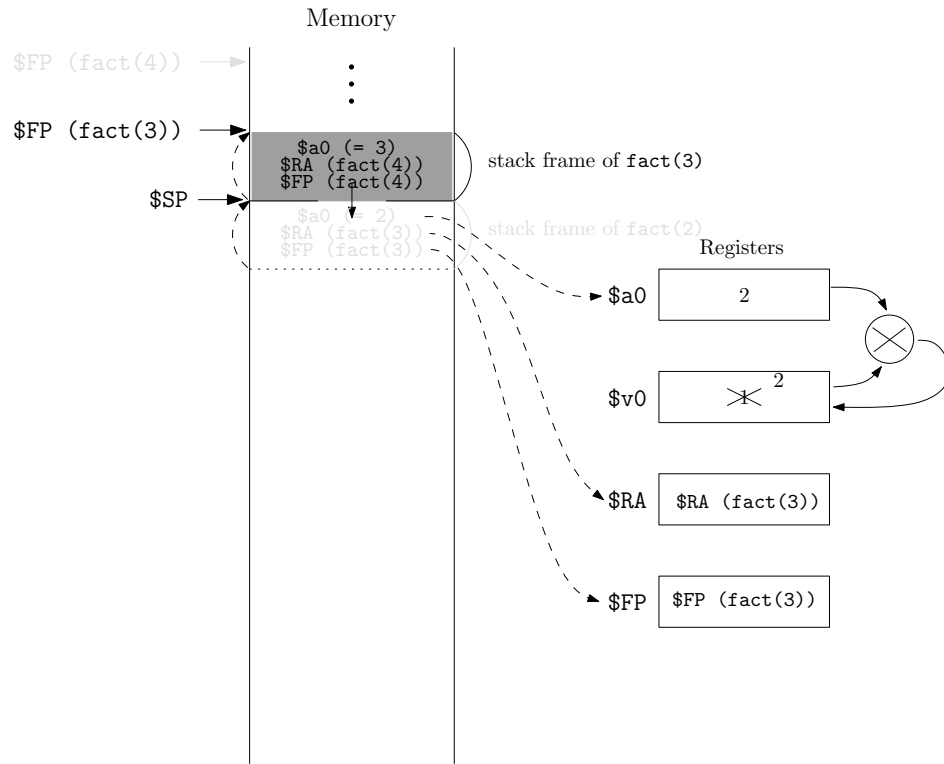 Memory
$FP (fact(4))
$FP (fact(3))
$a0 (= 3)
$RA (fact(4))
$FP (fact(4))
stack frame of fact(3)
$SP
$a0 (= 2)
$RA (fact(3))
$FP (fact(3))
stack frame of fact(2)
Registers
$a0
2
$v0
1
2
$RA
$RA (fact(3))
$FP
$FP (fact(3))